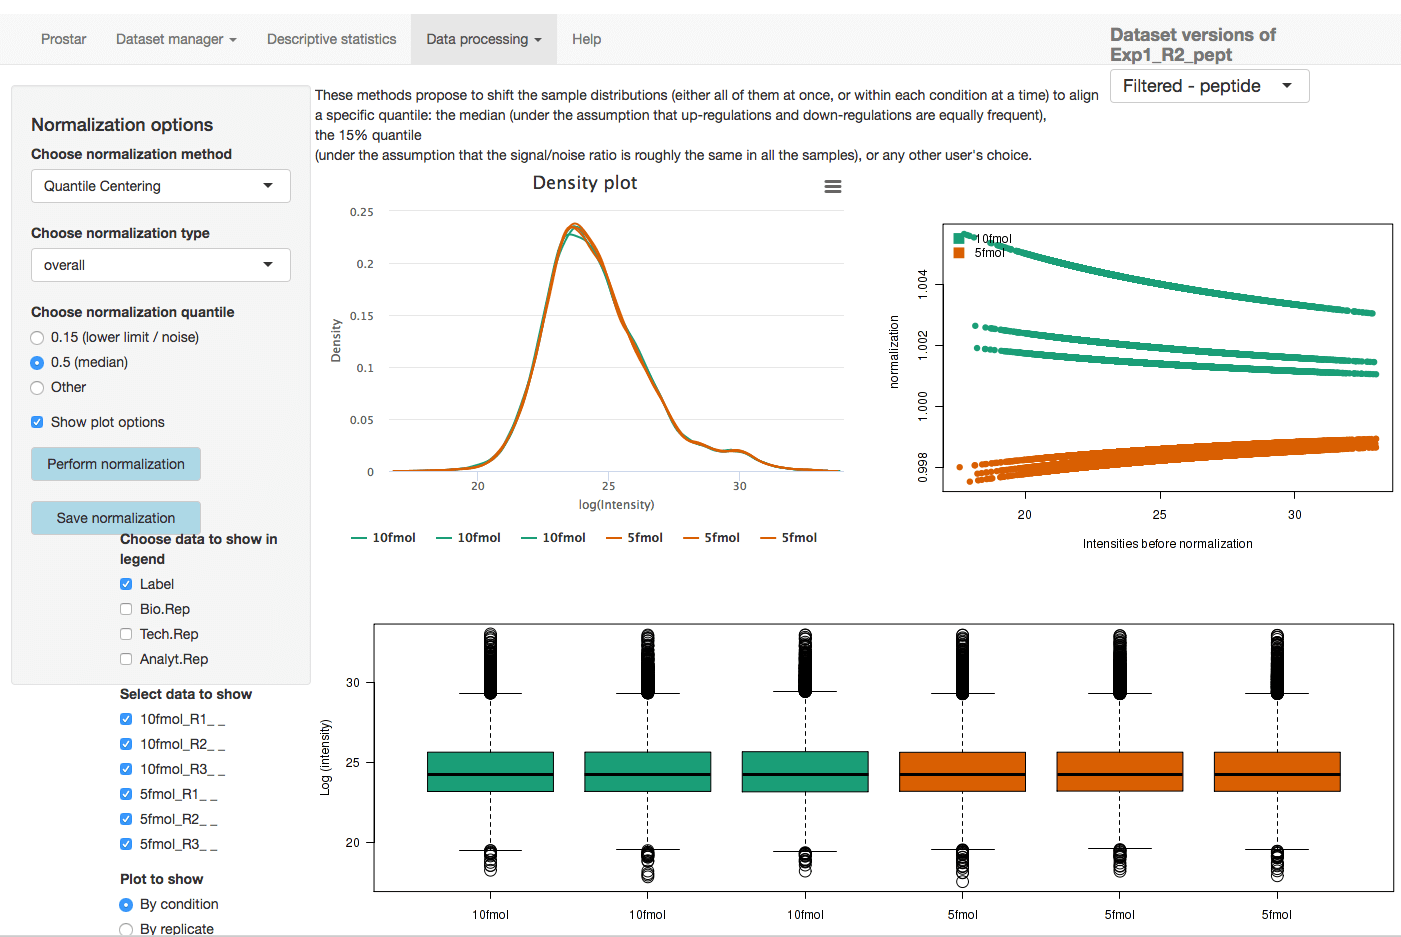 Prostar
Dataset manager
Descriptive statistics
Data processing
Help
Dataset versions of
Exp1_R2_pept
Filtered - peptide
Normalization options
Choose normalization method
Quantile Centering
Choose normalization type
overall
Choose normalization quantile
0.15 (lower limit / noise)
0.5 (median)
Other
Show plot options
Perform normalization
Save normalization
Choose data to show in
legend
Label
Bio.Rep
Tech.Rep
Analyt.Rep
Select data to show
10fmol_R1_ _
10fmol_R2_ _
10fmol_R3_ _
5fmol_R1_ _
5fmol_R2_ _
5fmol_R3_ _
Plot to show
By condition
By replicate
These methods propose to shift the sample distributions (either all of them at once, or within each condition at a time) to align
a specific quantile: the median (under the assumption that up-regulations and down-regulations are equally frequent),
the 15% quantile
(under the assumption that the signal/noise ratio is roughly the same in all the samples), or any other user's choice.
Density plot
0.25
0.2
0.15
0.1
0.05
0
Density
20 25 30
log(Intensity)
10fmol 10fmol 10fmol 5fmol 5fmol 5fmol
10fmol
5fmol
1.004
1.002
1.000
0.998
normalization
20 25 30
Intensities before normalization
30
25
20
Log (intensity)
10fmol 10fmol 10fmol 5fmol 5fmol 5fmol